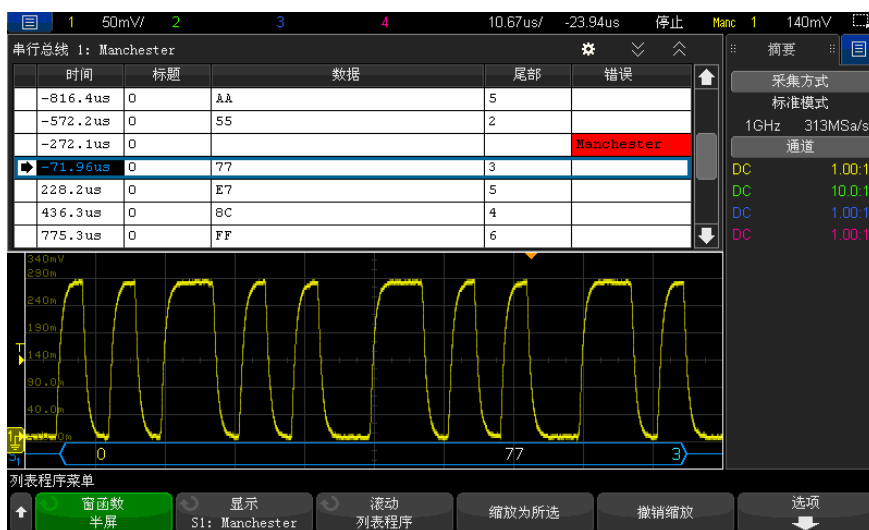 1 50mV/ 2 3 4 10.67us/ -23.94us 停止 Manc 1 140mV
串行总线 1: Manchester
摘要
时间 标题 数据 尾部 错误
-816.4us 0 AA 5
-572.2us 0 55 2
-272.1us 0 Manchester
-71.96us 0 77 3
228.2us 0 E7 5
436.3us 0 8C 4
775.3us 0 FF 6
采集方式
标准模式
1GHz 313MSa/s
通道
DC 1.00:1
DC 10.0:1
DC 1.00:1
DC 1.00:1
340mV
290m
240m
190m
T
140m
90.0m
40.0m
1
S1 0 77 3
列表程序菜单
窗函数
半屏
显示
S1: Manchester
滚动
列表程序
缩放为所选
撤销缩放
选项